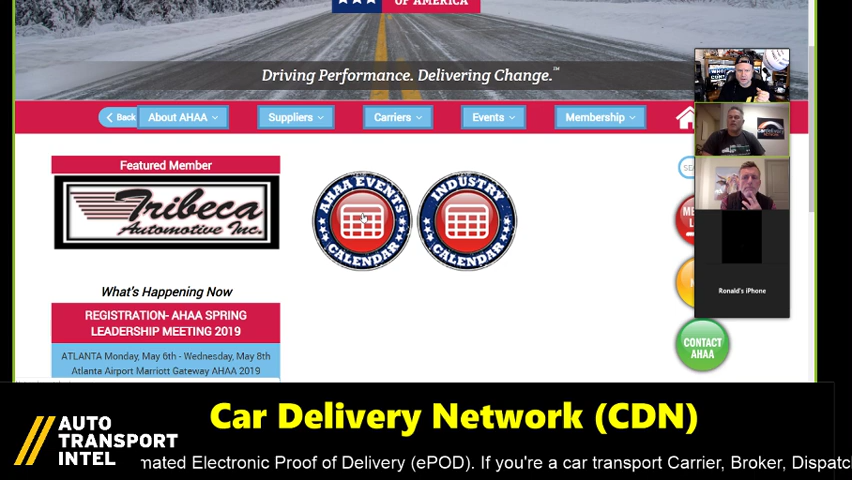 OF AMERICA
Driving Performance. Delivering Change.℠
Back
About AHAA
Suppliers
Carriers
Events
Membership
Featured Member
Tribeca
Automotive Inc.
AHAA EVENTS
CALENDAR
INDUSTRY
CALENDAR
What's Happening Now
REGISTRATION- AHAA SPRING
LEADERSHIP MEETING 2019
ATLANTA Monday, May 6th - Wednesday, May 8th
Atlanta Airport Marriott Gateway AHAA 2019
CONTACT
AHAA
Ronald's iPhone
Car Delivery Network (CDN)
AUTO
TRANSPORT
INTEL
mated Electronic Proof of Delivery (ePOD). If you're a car transport Carrier, Broker, Dispatc